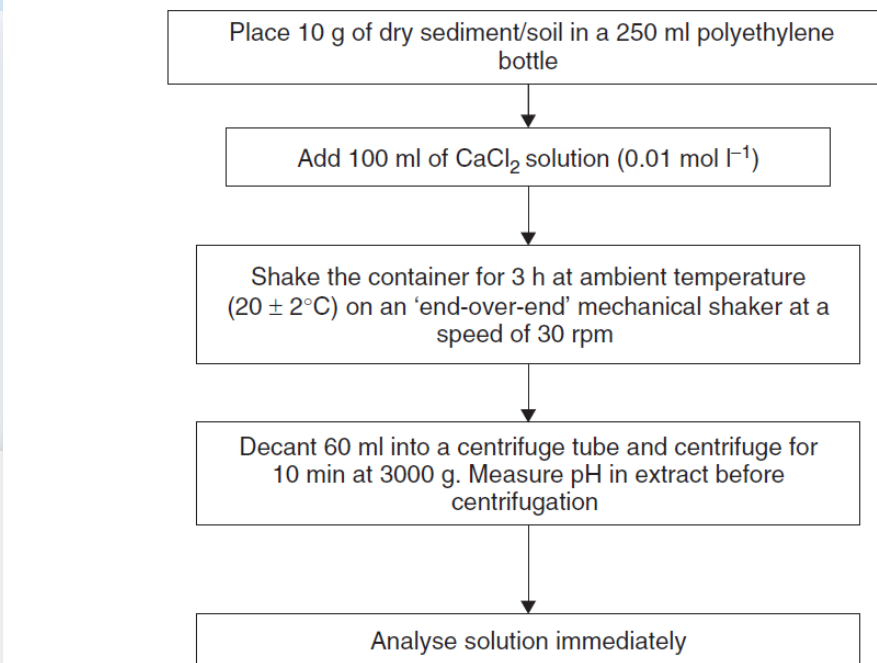 Place 10 g of dry sediment/soil in a 250 ml polyethylene
bottle
Add 100 ml of CaCl₂ solution (0.01 mol l⁻¹)
Shake the container for 3 h at ambient temperature
(20 ± 2°C) on an ‘end-over-end’ mechanical shaker at a
speed of 30 rpm
Decant 60 ml into a centrifuge tube and centrifuge for
10 min at 3000 g. Measure pH in extract before
centrifugation
Analyse solution immediately